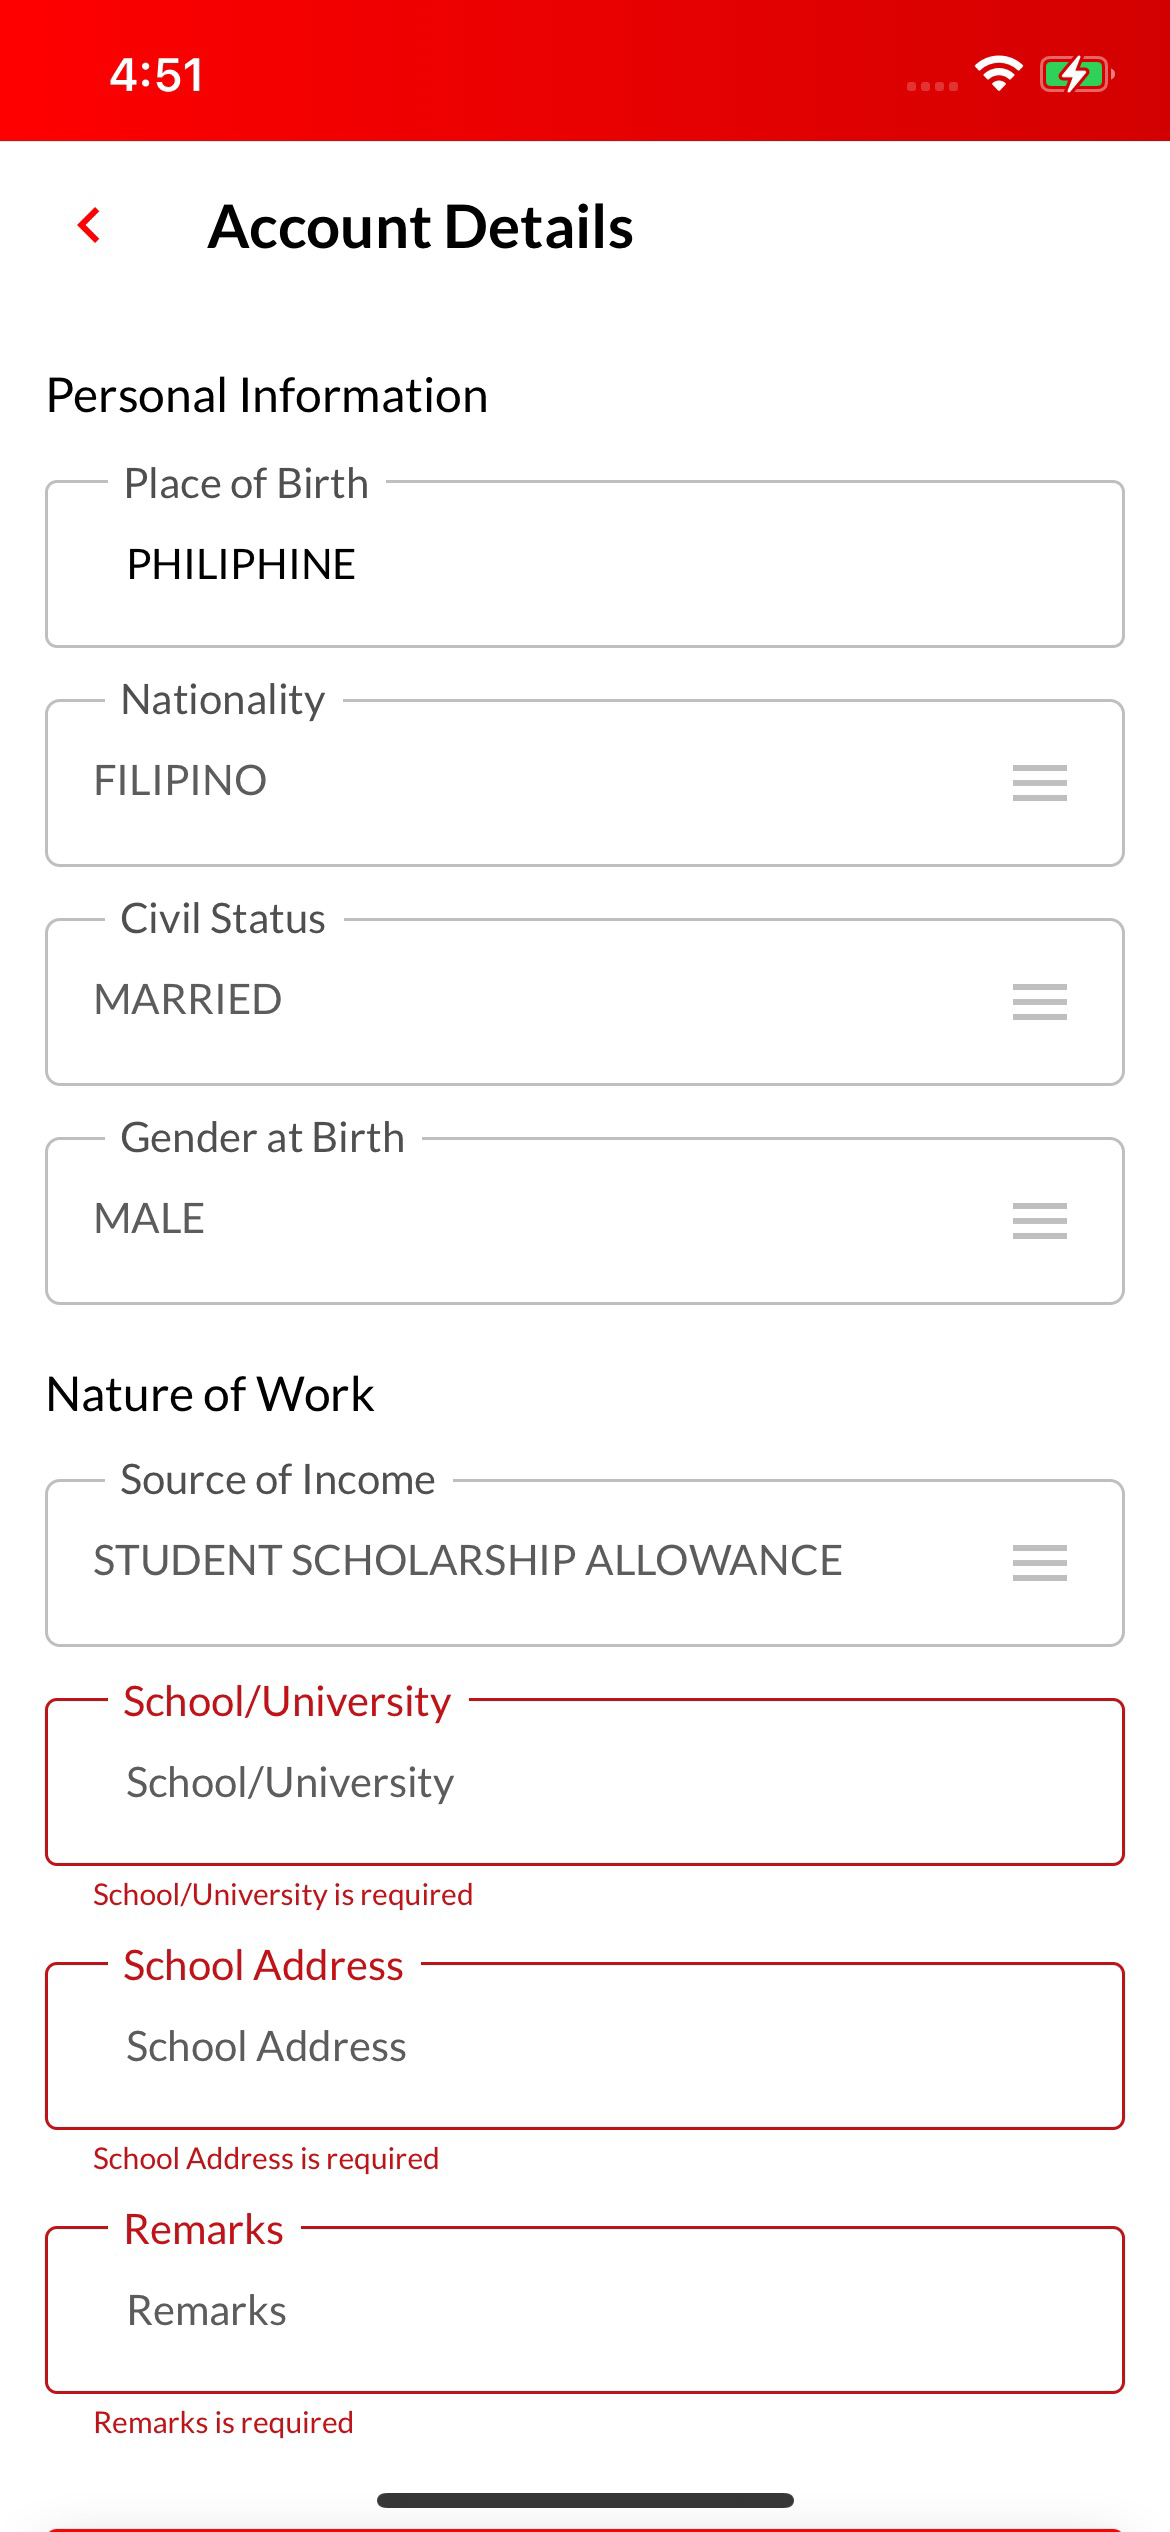 4:51
Account Details
Personal Information
Place of Birth
PHILIPHINE
Nationality
FILIPINO
Civil Status
MARRIED
Gender at Birth
MALE
Nature of Work
Source of Income
STUDENT SCHOLARSHIP ALLOWANCE
School/University
School/University
School/University is required
School Address
School Address
School Address is required
Remarks
Remarks
Remarks is required